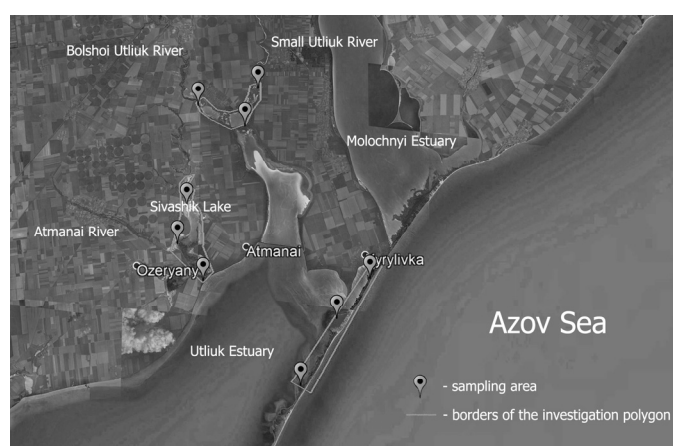 Small Utliuk River
Bolshoi Utliuk River
Molochnyi Estuary
Sivashik Lake
Atmanai River
Atmanai
Ozeryany
yrylivka
Utliuk Estuary
Azov Sea
- sampling area
- borders of the investigation polygon